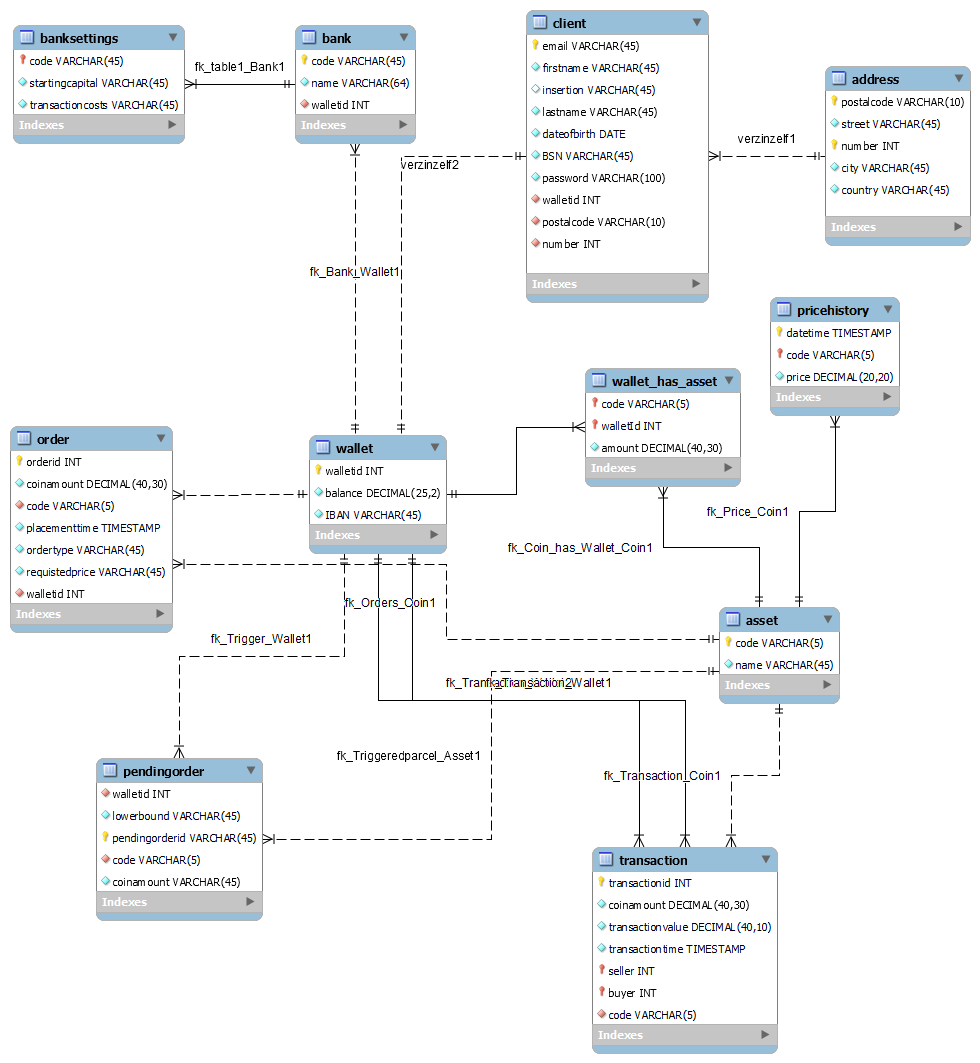 banksettings
code VARCHAR(45)
startingcapital VARCHAR(45)
transactioncosts VARCHAR(45)
Indexes
fk_table1_Bank1
bank
code VARCHAR(45)
name VARCHAR(64)
walletid INT
Indexes
client
email VARCHAR(45)
firstname VARCHAR(45)
insertion VARCHAR(45)
lastname VARCHAR(45)
dateofbirth DATE
BSN VARCHAR(45)
password VARCHAR(100)
walletid INT
postalcode VARCHAR(10)
number INT
Indexes
verzinzelf1
address
postalcode VARCHAR(10)
street VARCHAR(45)
number INT
city VARCHAR(45)
country VARCHAR(45)
Indexes
verzinzelf2
fk_Bank_Wallet1
pricehistory
datetime TIMESTAMP
code VARCHAR(5)
price DECIMAL(20,20)
Indexes
wallet_has_asset
code VARCHAR(5)
walletId INT
amount DECIMAL(40,30)
Indexes
order
orderid INT
coinamount DECIMAL(40,30)
code VARCHAR(5)
placementtime TIMESTAMP
ordertype VARCHAR(45)
requistedprice VARCHAR(45)
walletid INT
Indexes
wallet
walletid INT
balance DECIMAL(25,2)
IBAN VARCHAR(45)
Indexes
fk_Price_Coin1
fk_Coin_has_Wallet_Coin1
fk_Orders_Coin1
fk_Trigger_Wallet1
asset
code VARCHAR(5)
name VARCHAR(45)
Indexes
fk_Triggeredparcel_Asset1
fk_Transaction_Coin1
pendingorder
walletid INT
lowerbound VARCHAR(45)
pendingorderid VARCHAR(45)
code VARCHAR(5)
coinamount VARCHAR(45)
Indexes
transaction
transactionid INT
coinamount DECIMAL(40,30)
transactionvalue DECIMAL(40,10)
transactiontime TIMESTAMP
seller INT
buyer INT
code VARCHAR(5)
Indexes